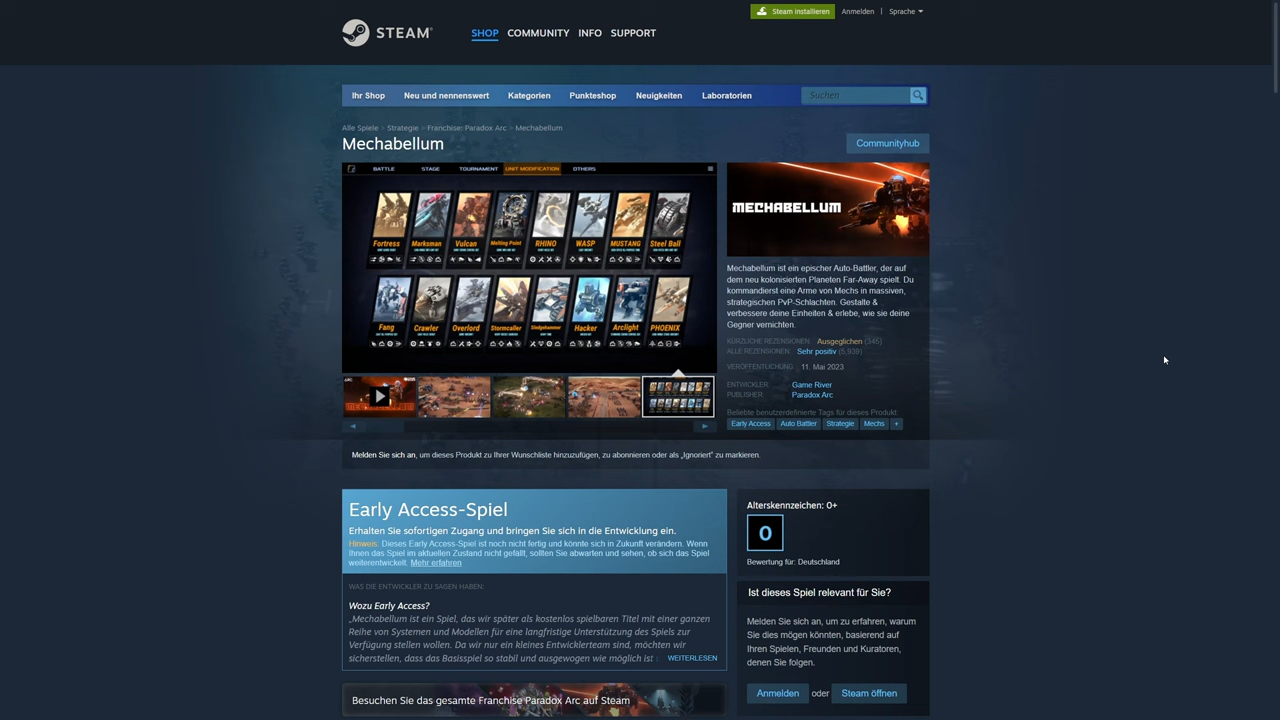 Steam installieren
Anmelden | Sprache
STEAM®
SHOP COMMUNITY INFO SUPPORT
Ihr Shop Neu und nennenswert Kategorien Punkteshop Neuigkeiten Laboratorien
Suchen
Alle Spiele > Strategie > Franchise: Paradox Arc > Mechabellum
Mechabellum
Communityhub
BATTLE STAGE TOURNAMENT UNIT MODIFICATION OTHERS
Fortress Marksman Vulcan Melting Point RHINO WASP MUSTANG Steel Ball
Fang Crawler Overlord Stormcaller Sledgehammer Hacker Arclight PHOENIX
MECHABELLUM
Mechabellum ist ein epischer Auto-Battler, der auf
dem neu kolonisierten Planeten Far-Away spielt. Du
kommandierst eine Armee von Mechs in massiven,
strategischen PvP-Schlachten. Gestalte &
verbessere deine Einheiten & erlebe, wie sie deine
Gegner vernichten.
KÜRZLICHE REZENSIONEN: Ausgeglichen (345)
ALLE REZENSIONEN: Sehr positiv (5,939)
VERÖFFENTLICHUNG: 11. Mai 2023
ENTWICKLER: Game River
PUBLISHER: Paradox Arc
Beliebte benutzerdefinierte Tags für dieses Produkt:
Early Access Auto Battler Strategie Mechs +
Melden Sie sich an, um dieses Produkt zu Ihrer Wunschliste hinzuzufügen, zu abonnieren oder als „Ignoriert“ zu markieren.
Early Access-Spiel
Erhalten Sie sofortigen Zugang und bringen Sie sich in die Entwicklung ein.
Hinweis: Dieses Early Access-Spiel ist noch nicht fertig und könnte sich in Zukunft verändern. Wenn
Ihnen das Spiel im aktuellen Zustand nicht gefällt, sollten Sie abwarten und sehen, ob sich das Spiel
weiterentwickelt. Mehr erfahren
WAS DIE ENTWICKLER ZU SAGEN HABEN:
Wozu Early Access?
„Mechabellum ist ein Spiel, das wir später als kostenlos spielbaren Titel mit einer ganzen
Reihe von Systemen und Modellen für eine langfristige Unterstützung des Spiels zur
Verfügung stellen wollen. Da wir nur ein kleines Entwicklerteam sind, möchten wir
sicherstellen, dass das Basisspiel so stabil und ausgewogen wie möglich ist WEITERLESEN
Besuchen Sie das gesamte Franchise Paradox Arc auf Steam
Alterskennzeichen: 0+
0
Bewertung für: Deutschland
Ist dieses Spiel relevant für Sie?
Melden Sie sich an, um zu erfahren, warum
Sie dies mögen könnten, basierend auf
Ihren Spielen, Freunden und Kuratoren,
denen Sie folgen.
Anmelden oder Steam öffnen